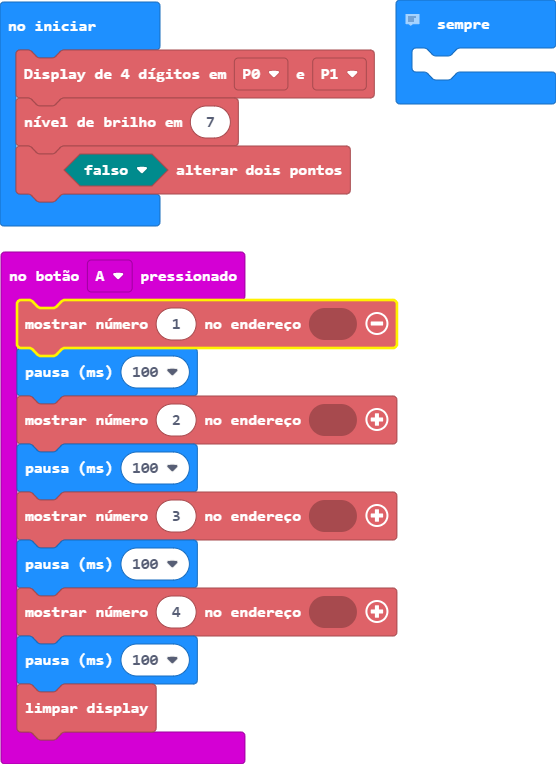 no iniciar
Display de 4 dígitos em P0 e P1
nível de brilho em 7
falso alterar dois pontos
sempre
no botão A pressionado
mostrar número 1 no endereço
pausa (ms) 100
mostrar número 2 no endereço
pausa (ms) 100
mostrar número 3 no endereço
pausa (ms) 100
mostrar número 4 no endereço
pausa (ms) 100
limpar display